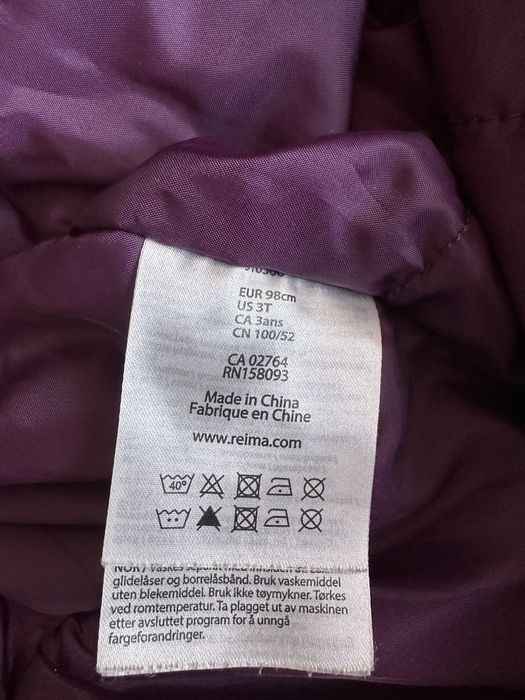 EUR 98cm
US 3T
CA 3ans
CN 100/52
CA 02764
RN158093
Made in China
Fabrique en Chine
www.reima.com
40°
glidelåser og borrelåsbånd. Bruk vaskemiddel
uten blekemiddel. Bruk ikke tøymykner. Tørkes
ved romtemperatur. Ta plagget ut av maskinen
etter avsluttet program for å unngå
fargeforandringer.